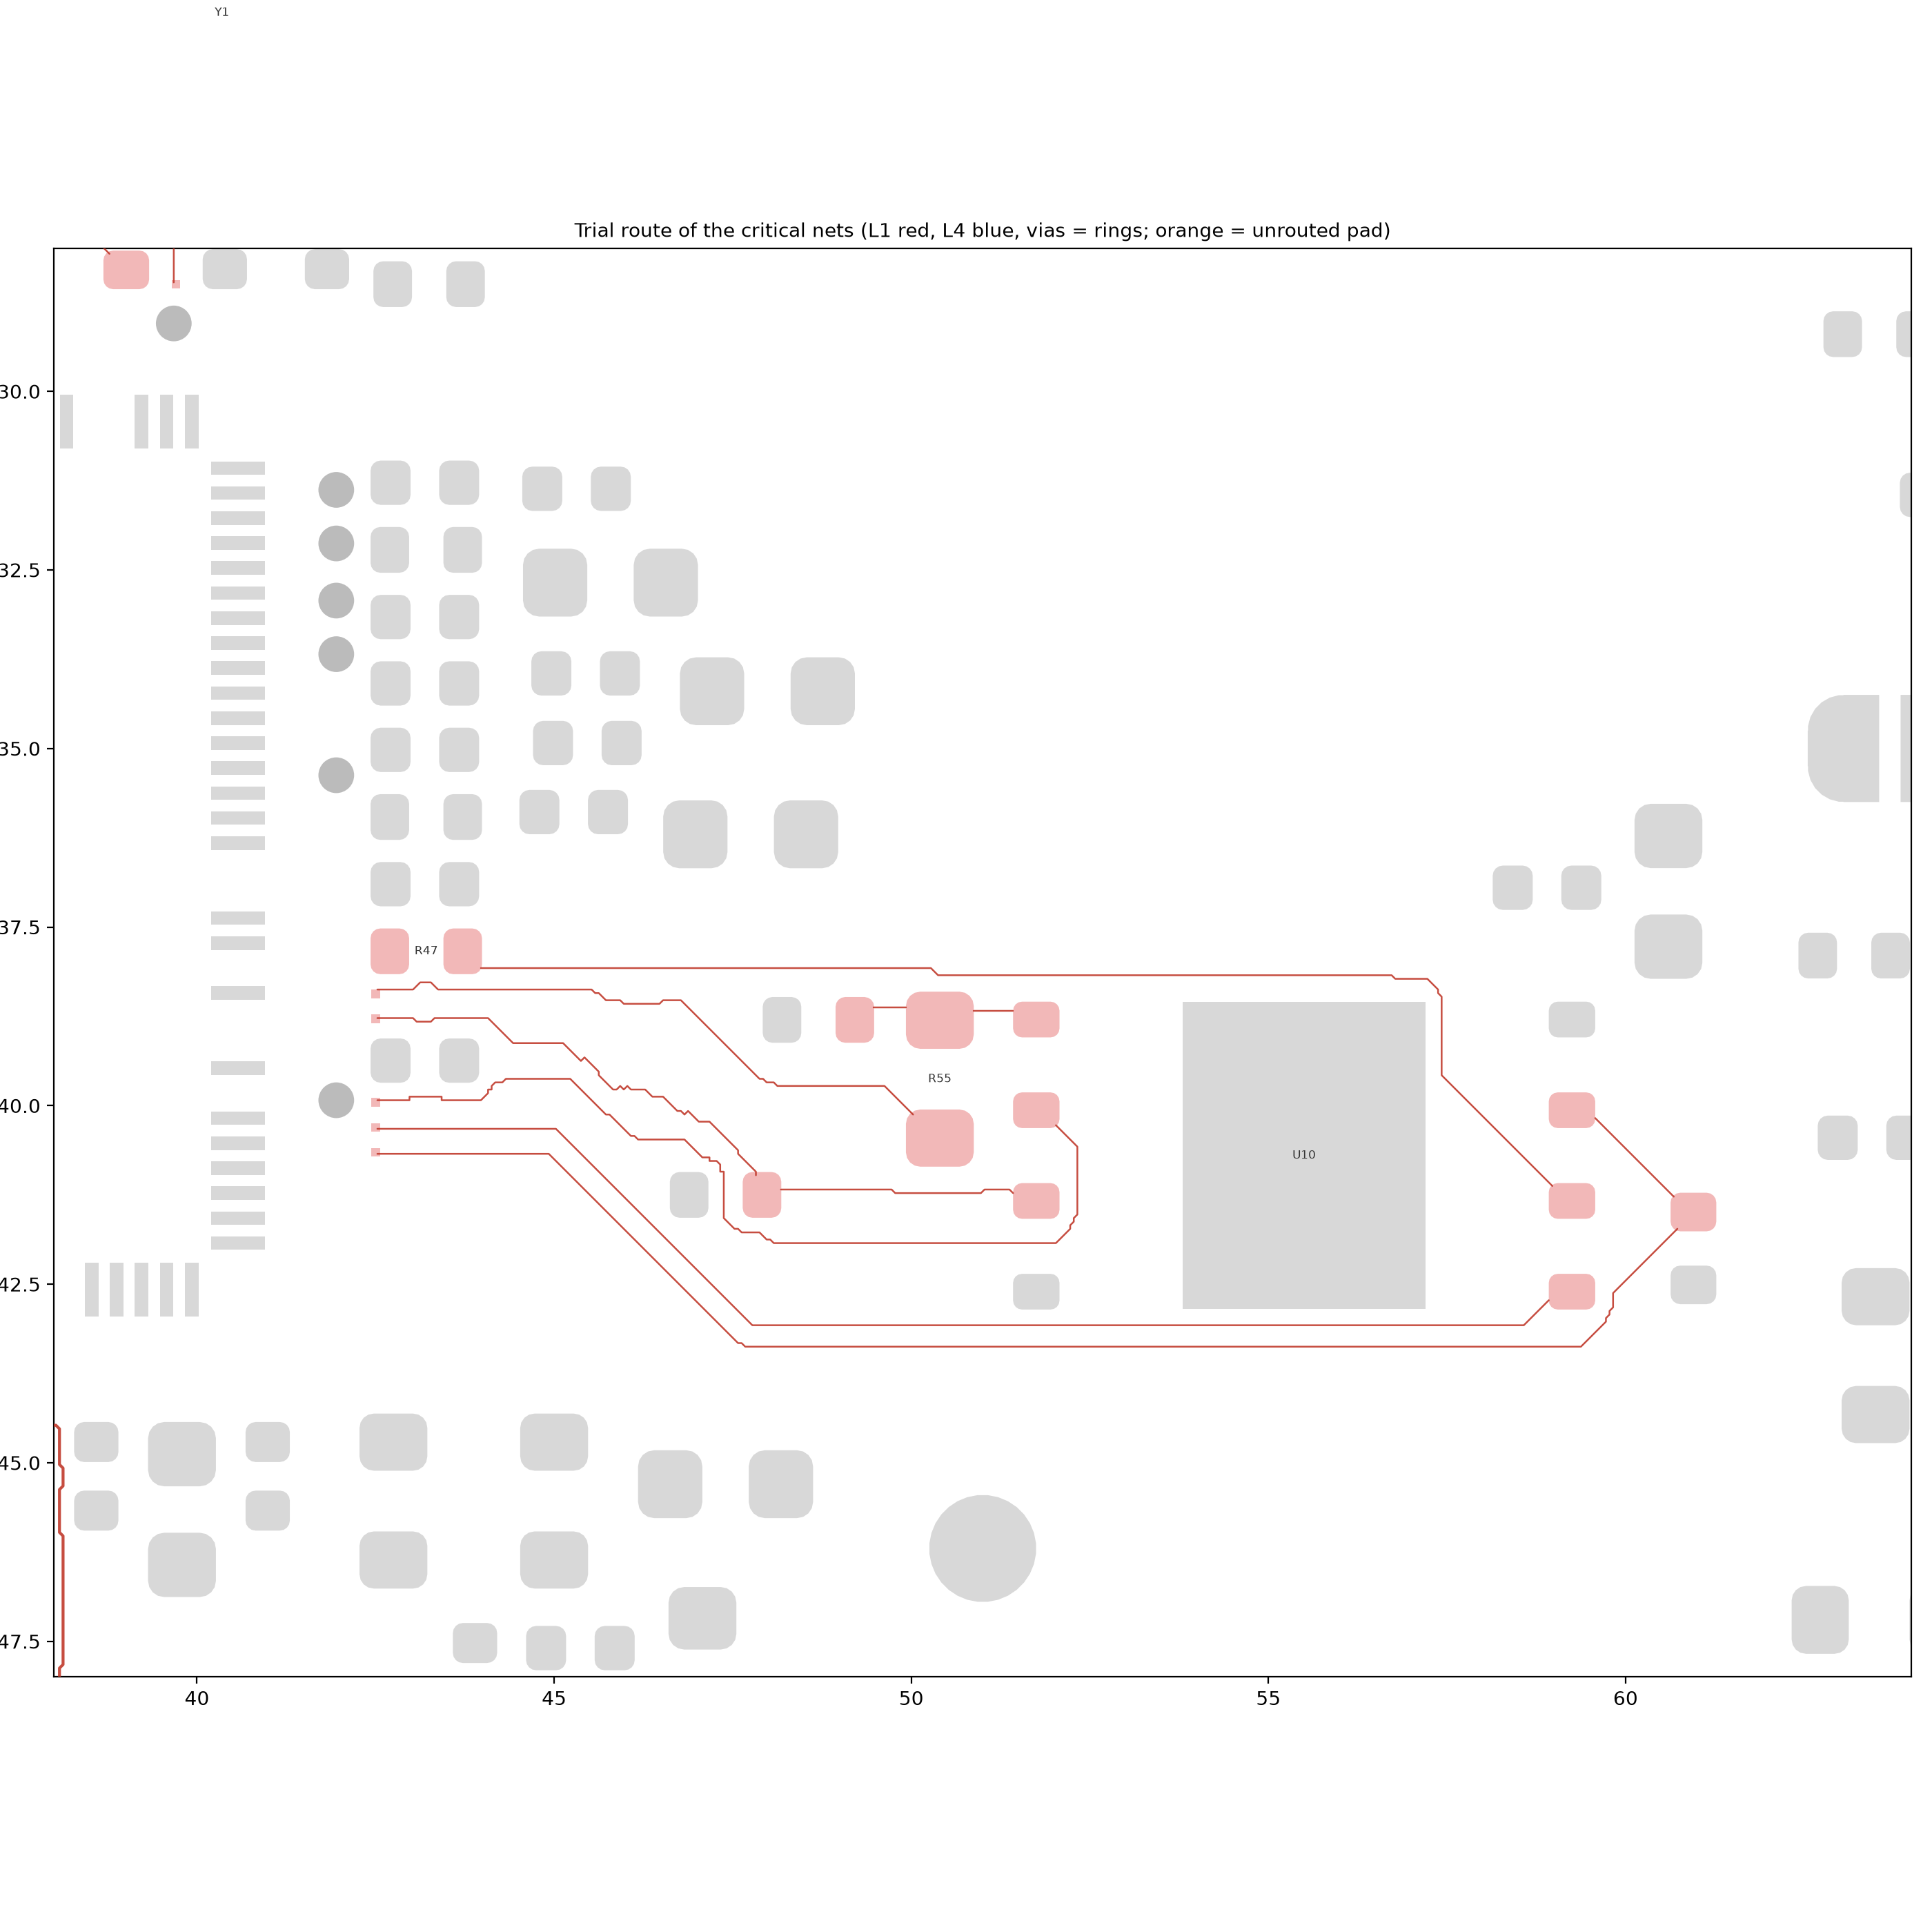 Y1
Trial route of the critical nets (L1 red, L4 blue, vias = rings; orange = unrouted pad)
30.0
32.5
35.0
37.5
R47
R55
40.0
U10
42.5
45.0
47.5
40 45 50 55 60